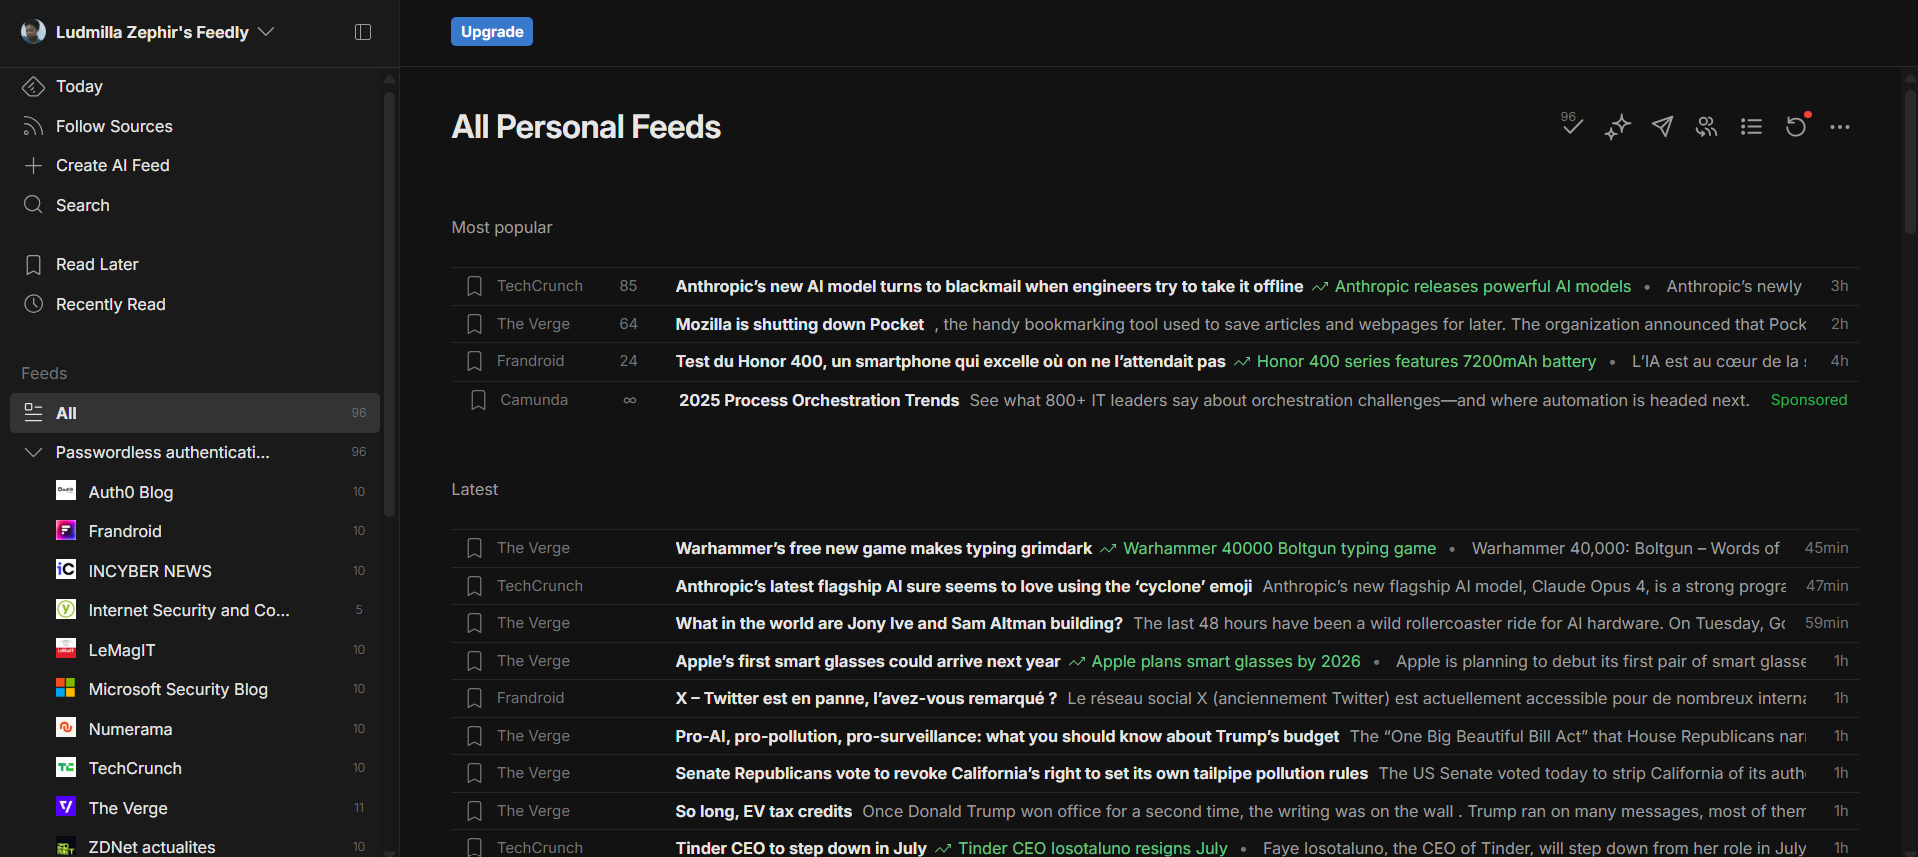 Ludmilla Zephir's Feedly
Today
Follow Sources
Create AI Feed
Search
Read Later
Recently Read
Feeds
All 96
Passwordless authenticati... 96
Auth0 Blog 10
Frandroid 10
INCYBER NEWS 10
Internet Security and Co... 5
LeMagIT 10
Microsoft Security Blog 10
Numerama 10
TechCrunch 10
The Verge 11
ZDNet actualites 10
Upgrade
All Personal Feeds
96
Most popular
TechCrunch 85 Anthropic’s new AI model turns to blackmail when engineers try to take it offline Anthropic releases powerful AI models • Anthropic’s newly 3h
The Verge 64 Mozilla is shutting down Pocket , the handy bookmarking tool used to save articles and webpages for later. The organization announced that Pock 2h
Frandroid 24 Test du Honor 400, un smartphone qui excelle où on ne l’attendait pas Honor 400 series features 7200mAh battery • L’IA est au cœur de la 4h
Camunda ∞ 2025 Process Orchestration Trends See what 800+ IT leaders say about orchestration challenges—and where automation is headed next. Sponsored
Latest
The Verge Warhammer’s free new game makes typing grimdark Warhammer 40000 Boltgun typing game • Warhammer 40,000: Boltgun – Words of 45min
TechCrunch Anthropic’s latest flagship AI sure seems to love using the ‘cyclone’ emoji Anthropic’s new flagship AI model, Claude Opus 4, is a strong progra 47min
The Verge What in the world are Jony Ive and Sam Altman building? The last 48 hours have been a wild rollercoaster ride for AI hardware. On Tuesday, Go 59min
The Verge Apple’s first smart glasses could arrive next year Apple plans smart glasses by 2026 • Apple is planning to debut its first pair of smart glasse 1h
Frandroid X – Twitter est en panne, l’avez-vous remarqué ? Le réseau social X (anciennement Twitter) est actuellement accessible pour de nombreux interna 1h
The Verge Pro-AI, pro-pollution, pro-surveillance: what you should know about Trump’s budget The “One Big Beautiful Bill Act” that House Republicans narr 1h
The Verge Senate Republicans vote to revoke California’s right to set its own tailpipe pollution rules The US Senate voted today to strip California of its auth 1h
The Verge So long, EV tax credits Once Donald Trump won office for a second time, the writing was on the wall . Trump ran on many messages, most of them 1h
TechCrunch Tinder CEO to step down in July Tinder CEO Iosotaluno resigns July • Faye Iosotaluno, the CEO of Tinder, will step down from her role in July 1h